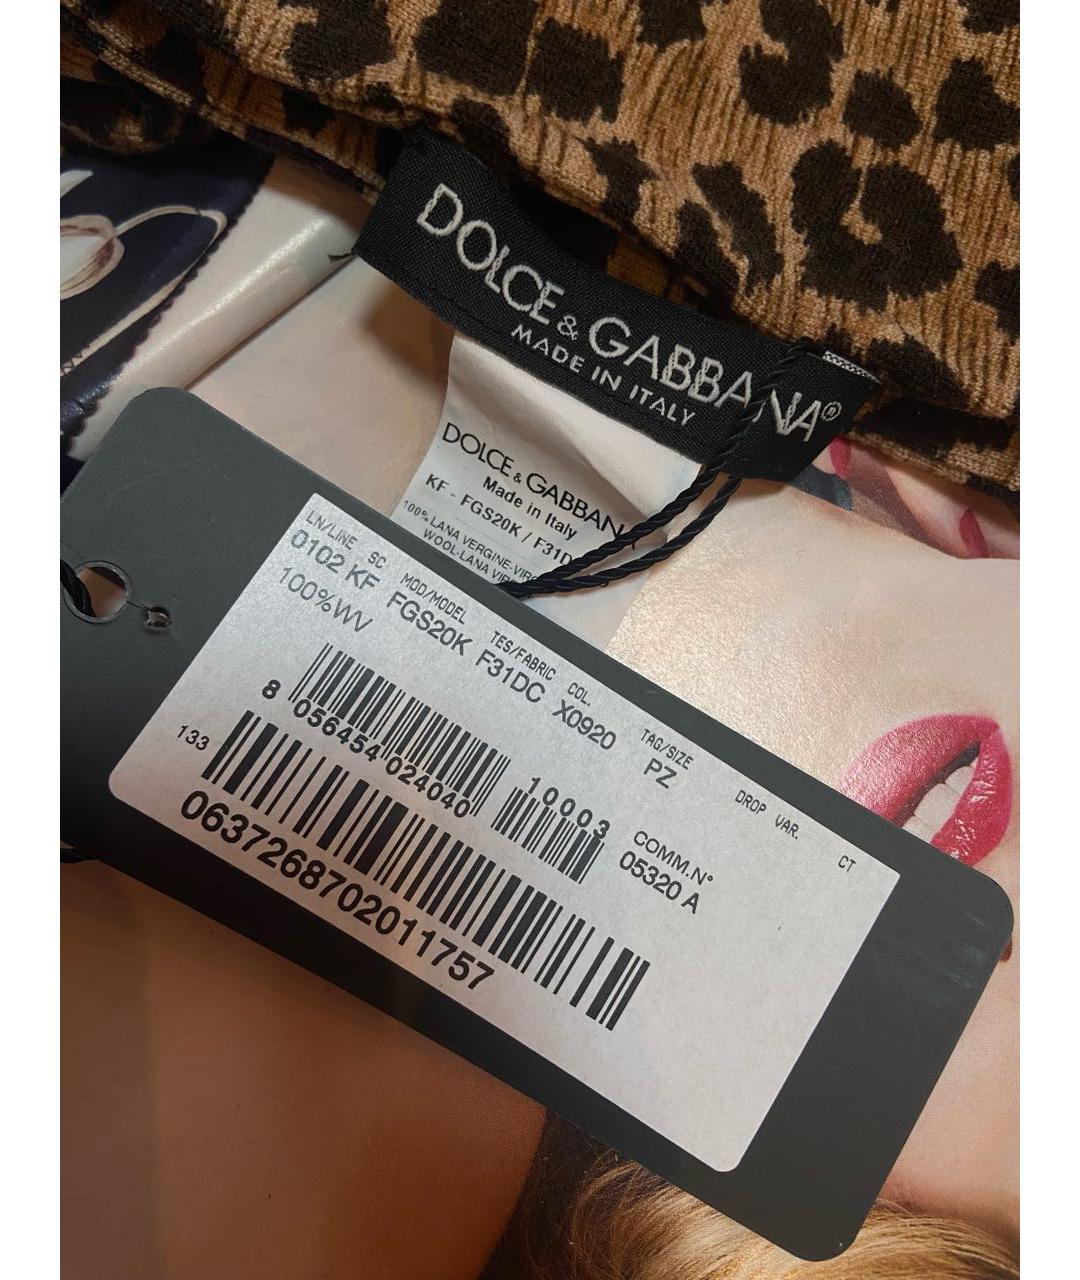 DOLCE & GABBANA®
MADE IN ITALY
DOLCE & GABBANA
Made in Italy
KF - FGS20K / F31D
100% LANA VERGINE-
WOOL-LANA
LN/LINE SC MOD/MODEL TES/FABRIC COL. TAG/SIZE DROP VAR. CT
0102 KF FGS20K F31DC X0920 PZ
100%WV
8 056454 024040 10003
COMM.N°
05320 A
133
0637268702011757